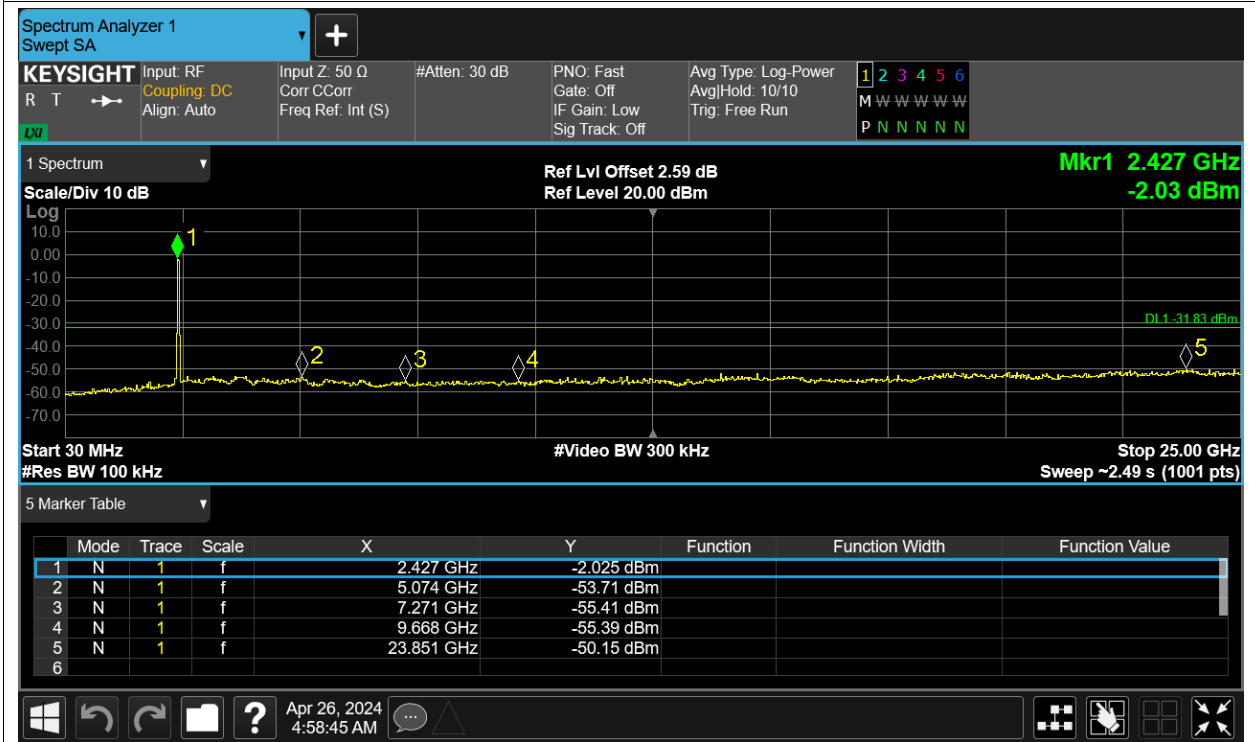 Spectrum Analyzer 1
Swept SA
+
KEYSIGHT Input: RF Input Z: 50 Ω #Atten: 30 dB PNO: Fast Avg Type: Log-Power 1 2 3 4 5 6
R T Coupling: DC Corr CCorr Gate: Off Avg|Hold: 10/10 M W W W W W
Align: Auto Freq Ref: Int (S) IF Gain: Low Trig: Free Run
LXI Sig Track: Off P N N N N N
1 Spectrum Ref Lvl Offset 2.59 dB Mkr1 2.427 GHz
Scale/Div 10 dB Ref Level 20.00 dBm -2.03 dBm
Log
10.0 1
0.00
-10.0
-20.0
-30.0 DL1 -31.83 dBm
-40.0 2 3 4 5
-50.0
-60.0
-70.0
Start 30 MHz #Video BW 300 kHz Stop 25.00 GHz
#Res BW 100 kHz Sweep ~2.49 s (1001 pts)
5 Marker Table
Mode Trace Scale X Y Function Function Width Function Value
1 N 1 f 2.427 GHz -2.025 dBm
2 N 1 f 5.074 GHz -53.71 dBm
3 N 1 f 7.271 GHz -55.41 dBm
4 N 1 f 9.668 GHz -55.39 dBm
5 N 1 f 23.851 GHz -50.15 dBm
6
? Apr 26, 2024
4:58:45 AM